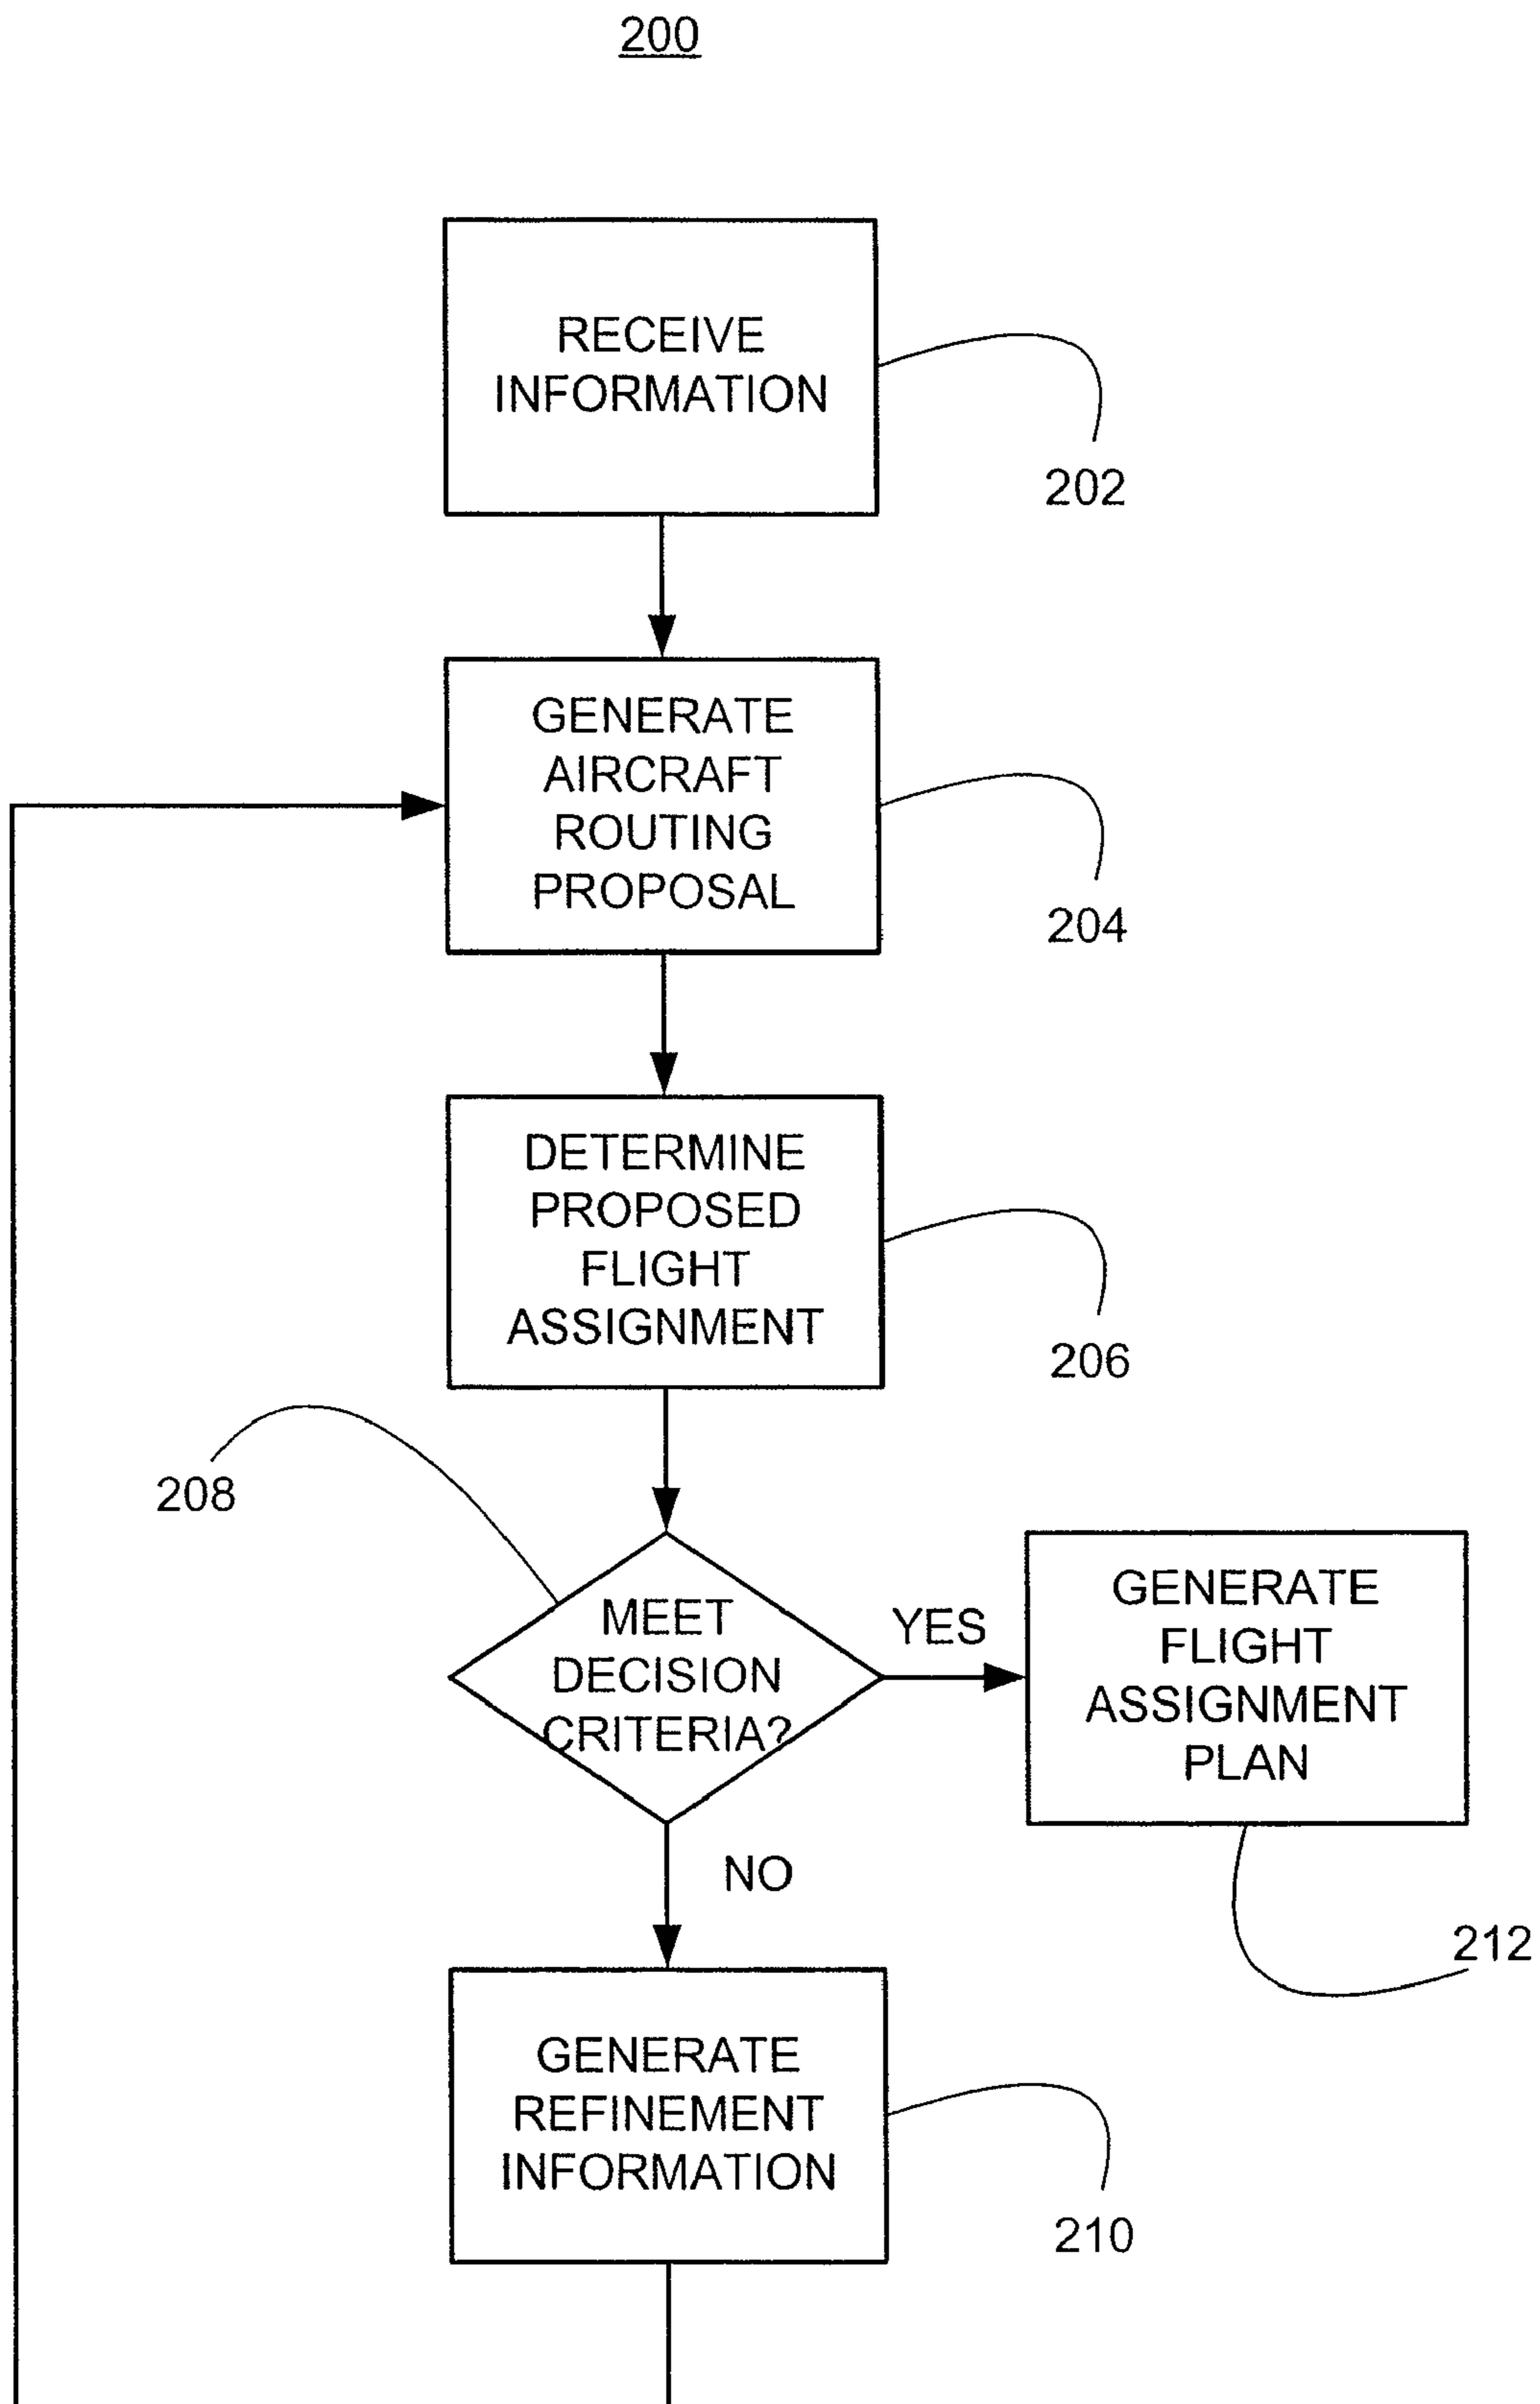 200
RECEIVE
INFORMATION
202
GENERATE
AIRCRAFT
ROUTING
PROPOSAL
204
DETERMINE
PROPOSED
FLIGHT
ASSIGNMENT
206
208
MEET
DECISION
CRITERIA?
YES
GENERATE
FLIGHT
ASSIGNMENT
PLAN
212
NO
GENERATE
REFINEMENT
INFORMATION
210